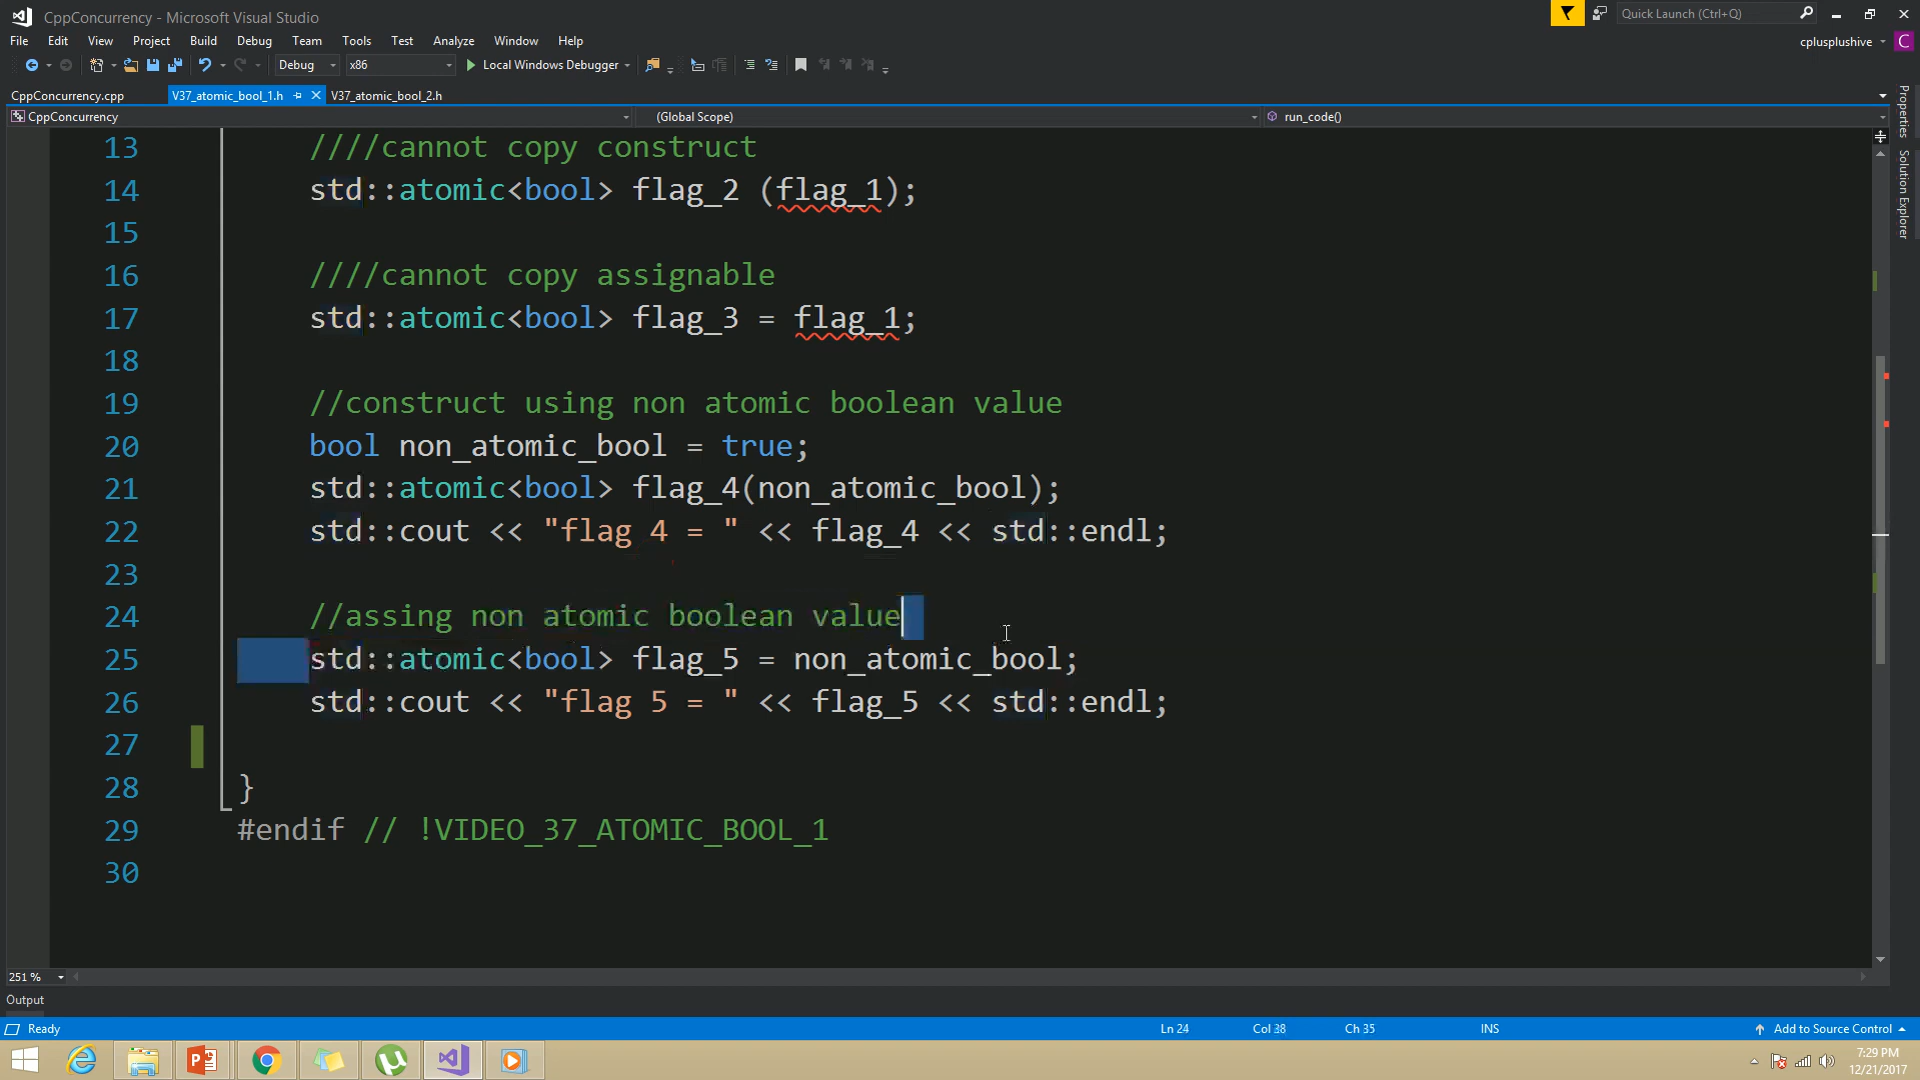 CppConcurrency - Microsoft Visual Studio
Quick Launch (Ctrl+Q)
File Edit View Project Build Debug Team Tools Test Analyze Window Help
cplusplushive C
Debug x86 Local Windows Debugger
CppConcurrency.cpp V37_atomic_bool_1.h V37_atomic_bool_2.h
CppConcurrency (Global Scope) run_code()
Properties
Solution Explorer
13 ////cannot copy construct
14 std::atomic<bool> flag_2 (flag_1);
15
16 ////cannot copy assignable
17 std::atomic<bool> flag_3 = flag_1;
18
19 //construct using non atomic boolean value
20 bool non_atomic_bool = true;
21 std::atomic<bool> flag_4(non_atomic_bool);
22 std::cout << "flag 4 = " << flag_4 << std::endl;
23
24 //assing non atomic boolean value
25 std::atomic<bool> flag_5 = non_atomic_bool;
26 std::cout << "flag 5 = " << flag_5 << std::endl;
27
28 }
29 #endif // !VIDEO_37_ATOMIC_BOOL_1
30
251 %
Output
Ready Ln 24 Col 38 Ch 35 INS Add to Source Control
7:29 PM
12/21/2017